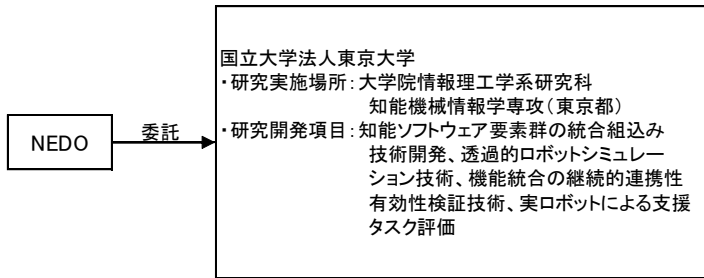 NEDO
委託
国立大学法人東京大学
・研究実施場所：大学院情報理工学系研究科
知能機械情報学専攻（東京都）
・研究開発項目：知能ソフトウェア要素群の統合組込み
技術開発、透過的ロボットシミュレー
ション技術、機能統合の継続的連携性
有効性検証技術、実ロボットによる支援
タスク評価